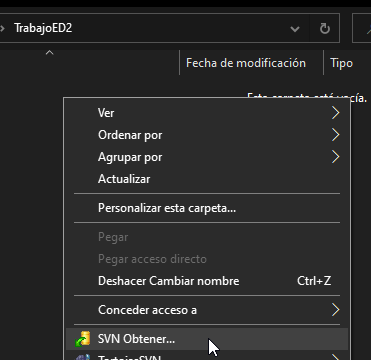 TrabajoED2
Fecha de modificación
Tipo
Esta carpeta está vacía.
Ver
Ordenar por
Agrupar por
Actualizar
Personalizar esta carpeta...
Pegar
Pegar acceso directo
Deshacer Cambiar nombre Ctrl+Z
Conceder acceso a
SVN Obtener...
TortoiseSVN